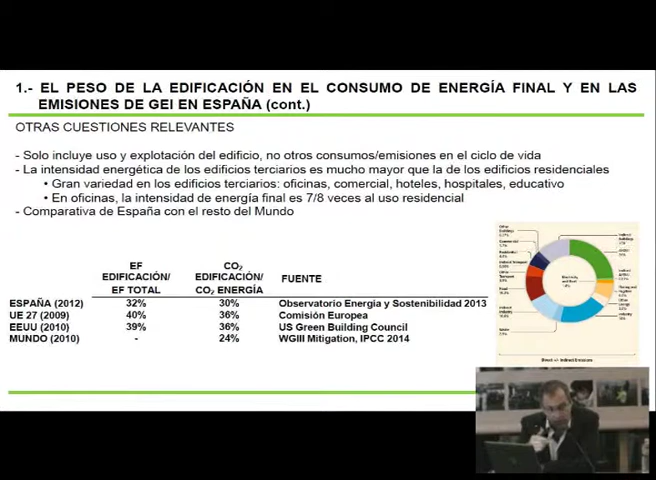 1.- EL PESO DE LA EDIFICACIÓN EN EL CONSUMO DE ENERGÍA FINAL Y EN LAS
EMISIONES DE GEI EN ESPAÑA (cont.)
OTRAS CUESTIONES RELEVANTES
- Solo incluye uso y explotación del edificio, no otros consumos/emisiones en el ciclo de vida
- La intensidad energética de los edificios terciarios es mucho mayor que la de los edificios residenciales
• Gran variedad en los edificios terciarios: oficinas, comercial, hoteles, hospitales, educativo
• En oficinas, la intensidad de energía final es 7/8 veces al uso residencial
- Comparativa de España con el resto del Mundo
EF EDIFICACIÓN/ EF TOTAL
CO2 EDIFICACIÓN/ CO2 ENERGÍA
FUENTE
ESPAÑA (2012) 32% 30% Observatorio Energía y Sostenibilidad 2013
UE 27 (2009) 40% 36% Comisión Europea
EEUU (2010) 39% 36% US Green Building Council
MUNDO (2010) - 24% WGIII Mitigation, IPCC 2014